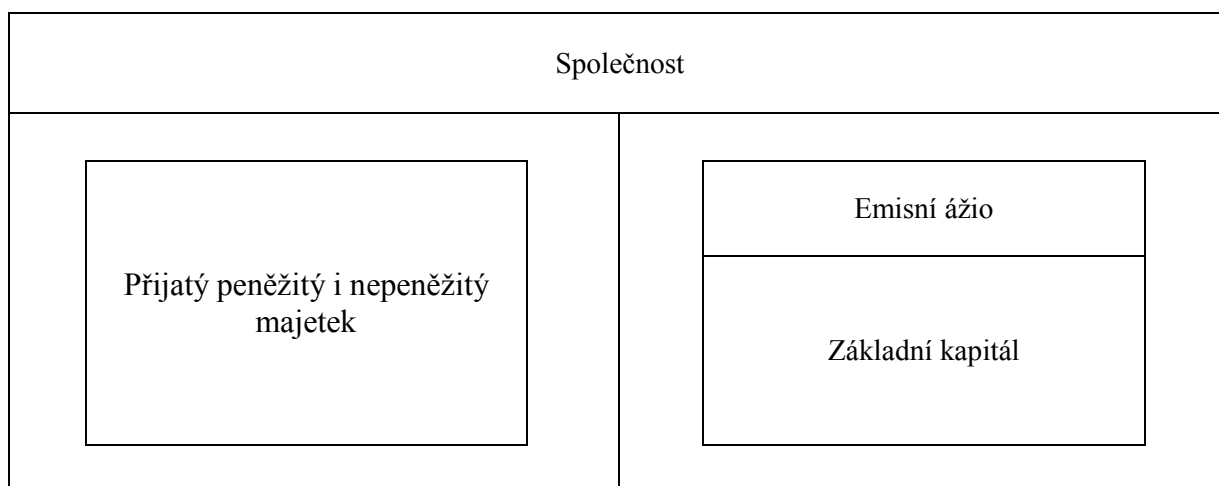 Společnost
Přijatý peněžitý i nepeněžitý
majetek
Emisní ážio
Základní kapitál